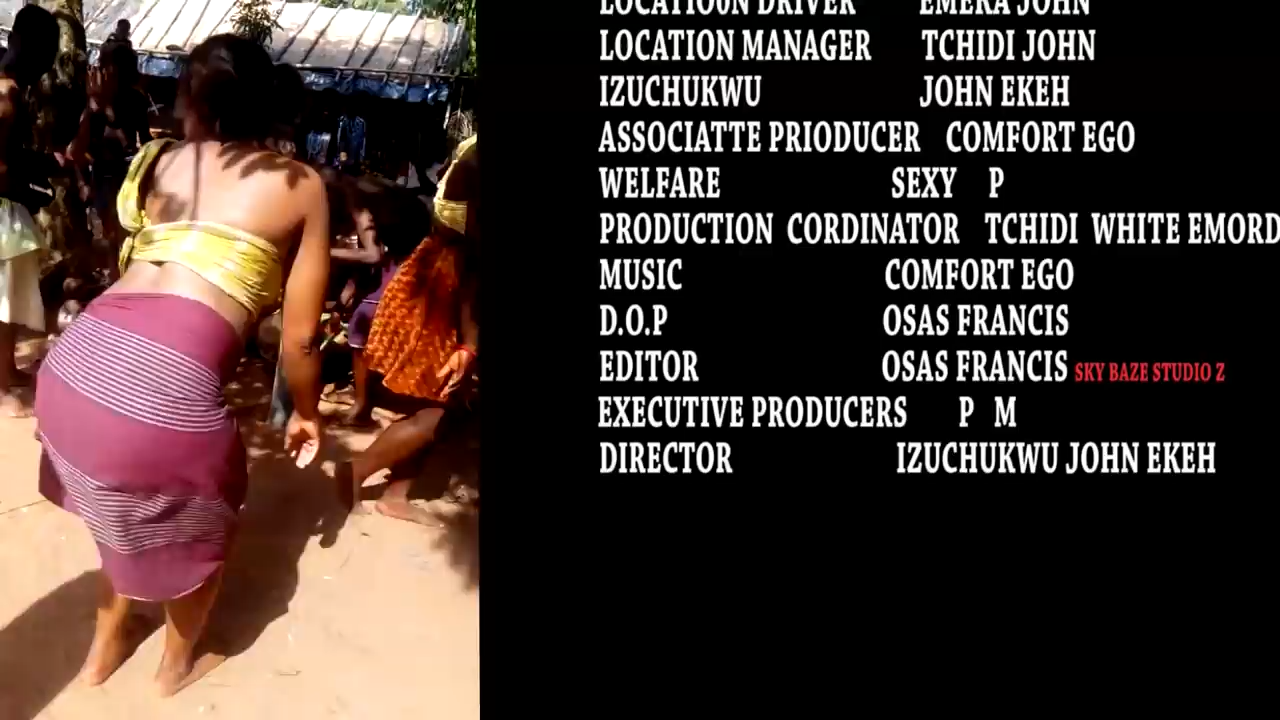 LOCATIOбN DRIVER EMEKA JOHN
LOCATION MANAGER TCHIDI JOHN
IZUCHUKWU JOHN EKEH
ASSOCIATTE PRIODUCER COMFORT EGO
WELFARE SEXY P
PRODUCTION CORDINATOR TCHIDI WHITE EMORD
MUSIC COMFORT EGO
D.O.P OSAS FRANCIS
EDITOR OSAS FRANCIS SKY BAZE STUDIO Z
EXECUTIVE PRODUCERS P M
DIRECTOR IZUCHUKWU JOHN EKEH